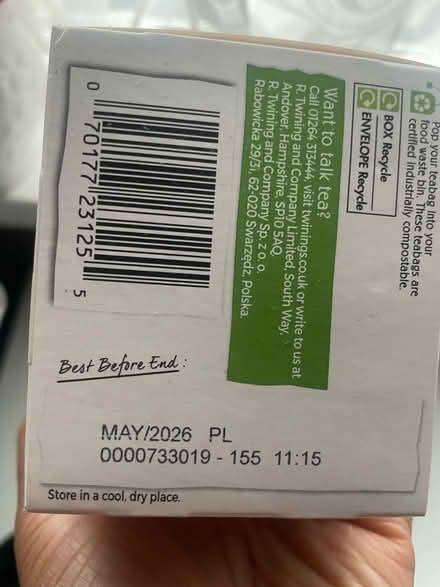 Pop your teabag into your
food waste bin. These teabags are
certified industrially compostable.
BOX Recycle
ENVELOPE Recycle
Want to talk tea?
Call 01264 313444, visit twinings.co.uk or write to us at
R. Twining and Company Limited, South Way,
Andover, Hampshire, SP10 5AQ.
R. Twining and Company Sp. z o. o.
Rabowicka 29/31, 62-020 Swarzędz, Polska.
0 70177 23125 5
Best Before End:
MAY/2026 PL
0000733019 - 155 11:15
Store in a cool, dry place.